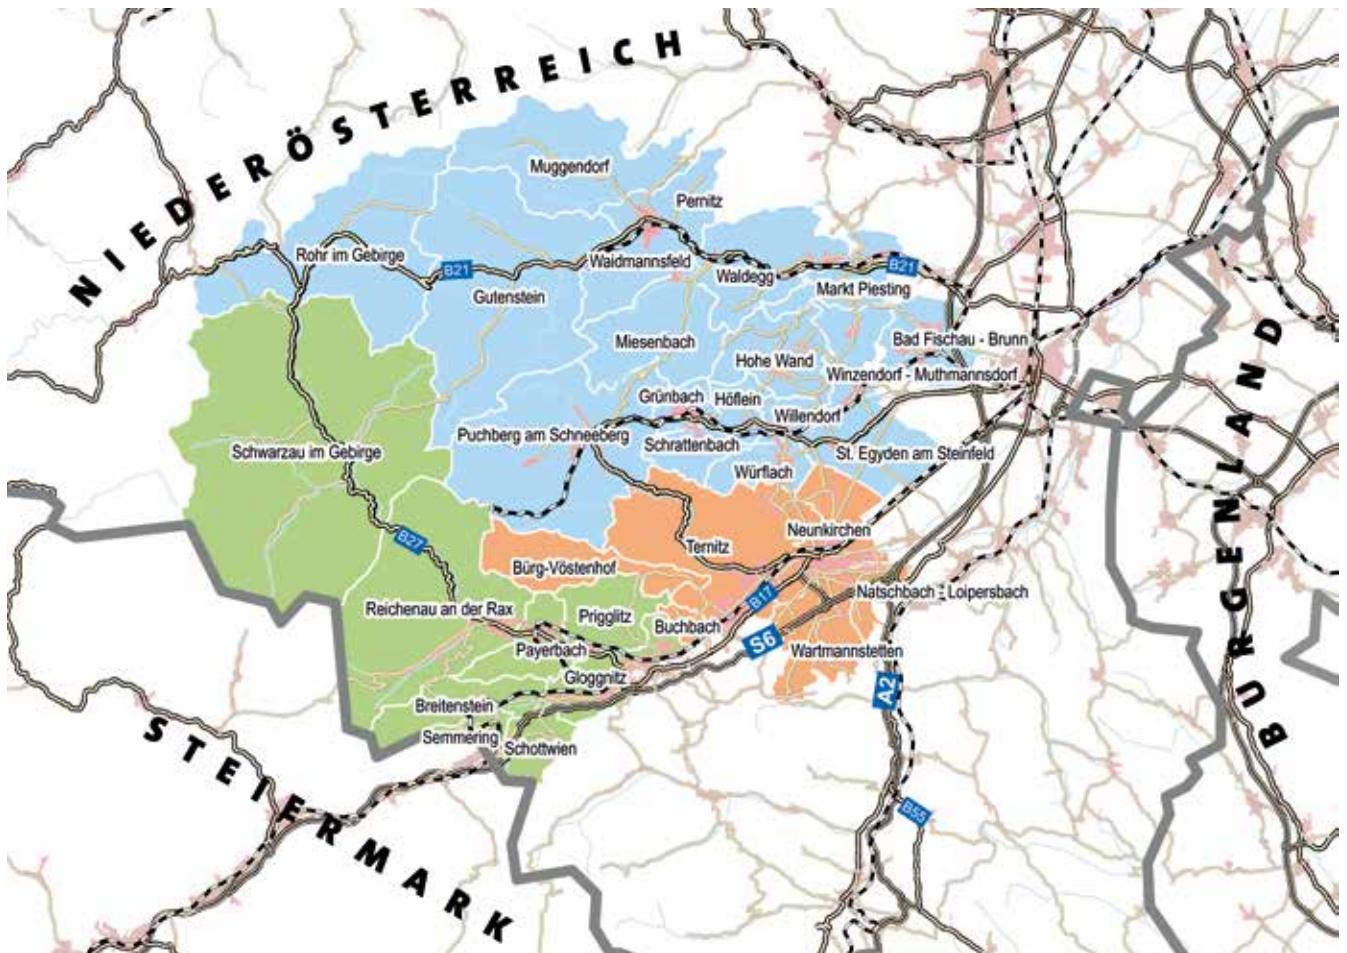 NIEDERÖSTERREICH
Muggendorf
Pernitz
Rohr im Gebirge
B21
Waidmannsfeld
Waldegg
B21
Gutenstein
Markt Piesting
Miesenbach
Bad Fischau - Brunn
Hohe Wand
Winzendorf - Muthmannsdorf
Grünbach
Höflein
Willendorf
Puchberg am Schneeberg
Schrattenbach
Schwarzau im Gebirge
St. Egyden am Steinfeld
Würflach
Neunkirchen
B27
Ternitz
Bürg-Vöstenhof
Natschbach - Loipersbach
B17
Reichenau an der Rax
Prigglitz
Buchbach
S6
Payerbach
Wartmannstetten
Gloggnitz
A2
Breitenstein
Semmering
Schottwien
B55
STEIERMARK
BURGENLAND